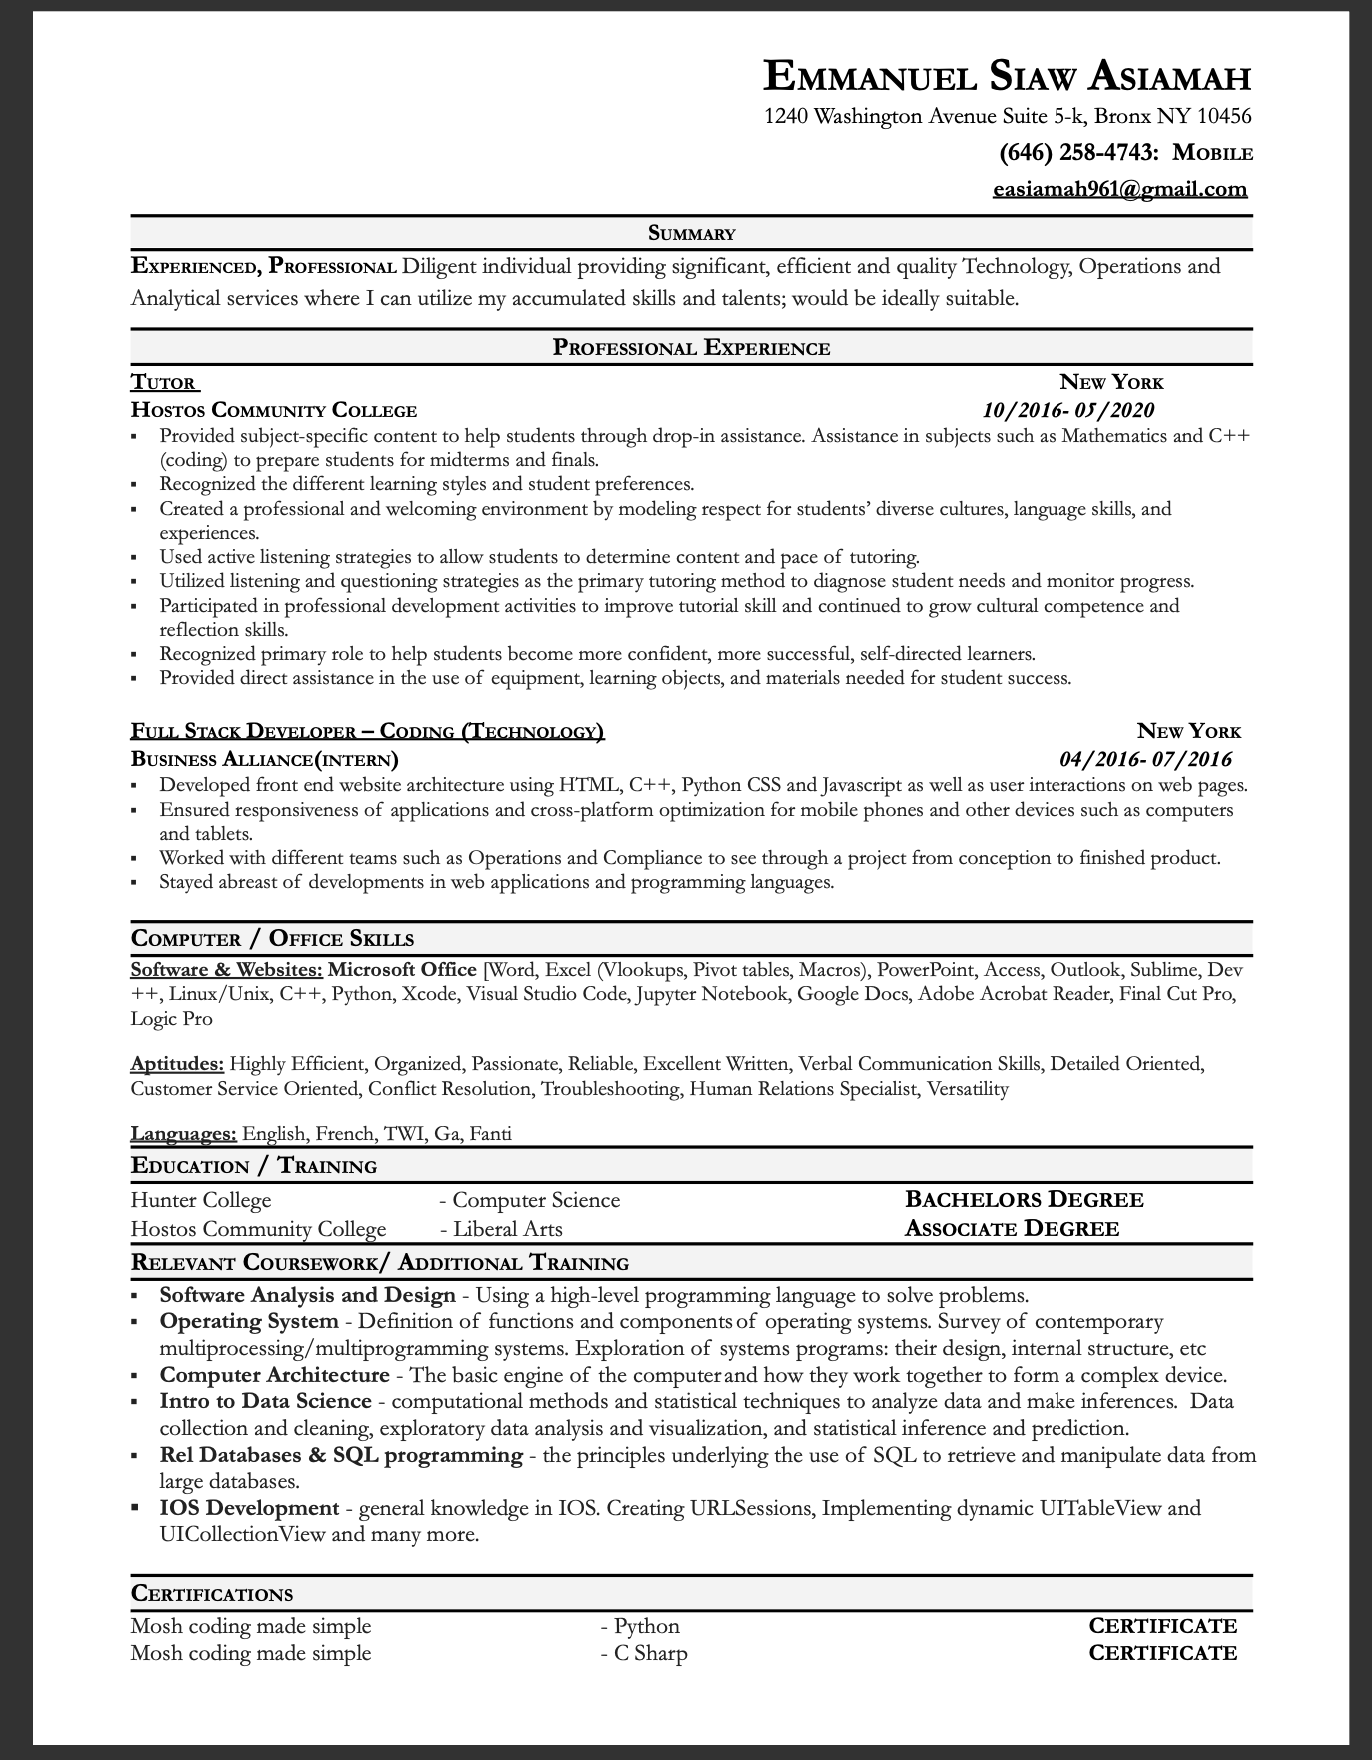 Emmanuel Siaw Asiamah
1240 Washington Avenue Suite 5-k, Bronx NY 10456
(646) 258-4743: Mobile
easiamah961@gmail.com
Summary
Experienced, Professional Diligent individual providing significant, efficient and quality Technology, Operations and
Analytical services where I can utilize my accumulated skills and talents; would be ideally suitable.
Professional Experience
Tutor New York
Hostos Community College 10/2016- 05/2020
▪ Provided subject-specific content to help students through drop-in assistance. Assistance in subjects such as Mathematics and C++
(coding) to prepare students for midterms and finals.
▪ Recognized the different learning styles and student preferences.
▪ Created a professional and welcoming environment by modeling respect for students’ diverse cultures, language skills, and
experiences.
▪ Used active listening strategies to allow students to determine content and pace of tutoring.
▪ Utilized listening and questioning strategies as the primary tutoring method to diagnose student needs and monitor progress.
▪ Participated in professional development activities to improve tutorial skill and continued to grow cultural competence and
reflection skills.
▪ Recognized primary role to help students become more confident, more successful, self-directed learners.
▪ Provided direct assistance in the use of equipment, learning objects, and materials needed for student success.
Full Stack Developer – Coding (Technology) New York
Business Alliance(intern) 04/2016- 07/2016
▪ Developed front end website architecture using HTML, C++, Python CSS and Javascript as well as user interactions on web pages.
▪ Ensured responsiveness of applications and cross-platform optimization for mobile phones and other devices such as computers
and tablets.
▪ Worked with different teams such as Operations and Compliance to see through a project from conception to finished product.
▪ Stayed abreast of developments in web applications and programming languages.
Computer / Office Skills
Software & Websites: Microsoft Office [Word, Excel (Vlookups, Pivot tables, Macros), PowerPoint, Access, Outlook, Sublime, Dev
++, Linux/Unix, C++, Python, Xcode, Visual Studio Code, Jupyter Notebook, Google Docs, Adobe Acrobat Reader, Final Cut Pro,
Logic Pro
Aptitudes: Highly Efficient, Organized, Passionate, Reliable, Excellent Written, Verbal Communication Skills, Detailed Oriented,
Customer Service Oriented, Conflict Resolution, Troubleshooting, Human Relations Specialist, Versatility
Languages: English, French, TWI, Ga, Fanti
Education / Training
Hunter College - Computer Science Bachelors Degree
Hostos Community College - Liberal Arts Associate Degree
Relevant Coursework/ Additional Training
▪ Software Analysis and Design - Using a high-level programming language to solve problems.
▪ Operating System - Definition of functions and components of operating systems. Survey of contemporary
multiprocessing/multiprogramming systems. Exploration of systems programs: their design, internal structure, etc
▪ Computer Architecture - The basic engine of the computer and how they work together to form a complex device.
▪ Intro to Data Science - computational methods and statistical techniques to analyze data and make inferences. Data
collection and cleaning, exploratory data analysis and visualization, and statistical inference and prediction.
▪ Rel Databases & SQL programming - the principles underlying the use of SQL to retrieve and manipulate data from
large databases.
▪ IOS Development - general knowledge in IOS. Creating URLSessions, Implementing dynamic UITableView and
UICollectionView and many more.
Certifications
Mosh coding made simple - Python CERTIFICATE
Mosh coding made simple - C Sharp CERTIFICATE